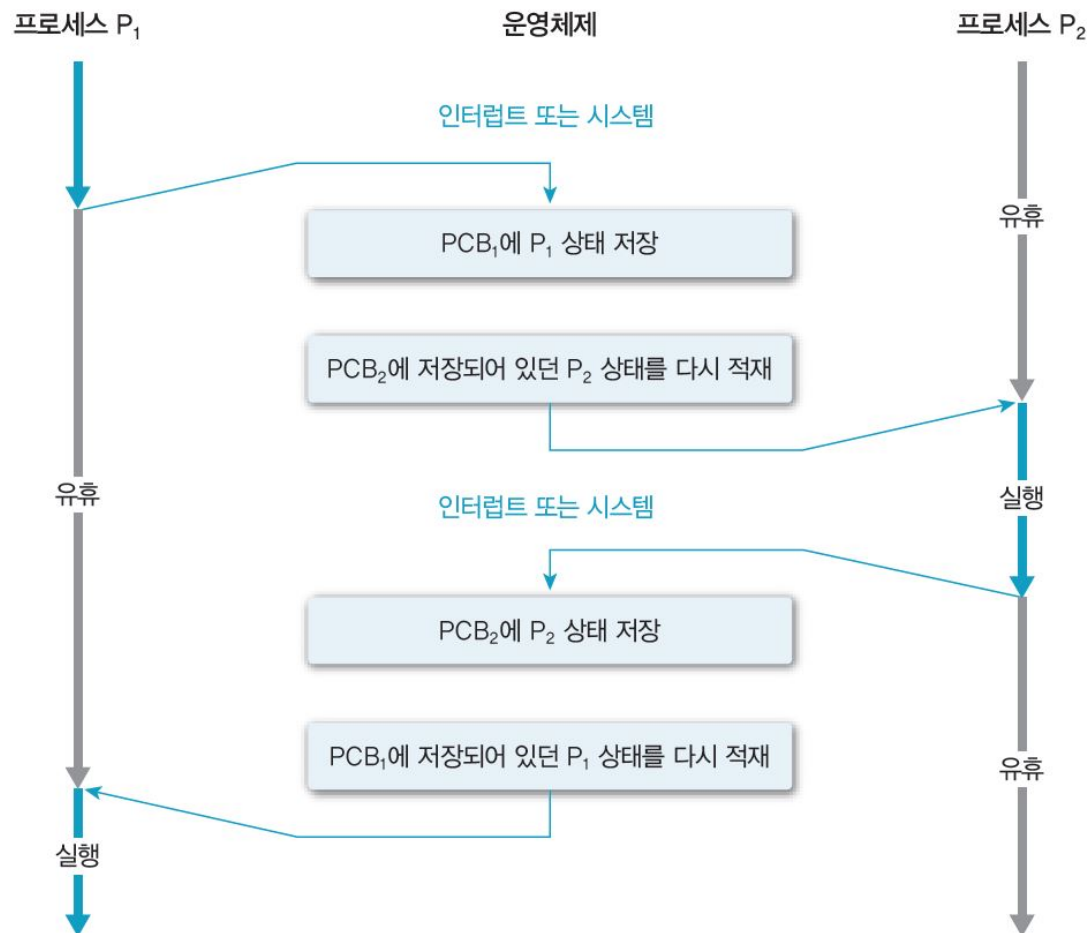 프로세스 P₁
운영체제
프로세스 P₂
인터럽트 또는 시스템
유휴
PCB₁에 P₁ 상태 저장
PCB₂에 저장되어 있던 P₂ 상태를 다시 적재
유휴
인터럽트 또는 시스템
실행
PCB₂에 P₂ 상태 저장
PCB₁에 저장되어 있던 P₁ 상태를 다시 적재
유휴
실행